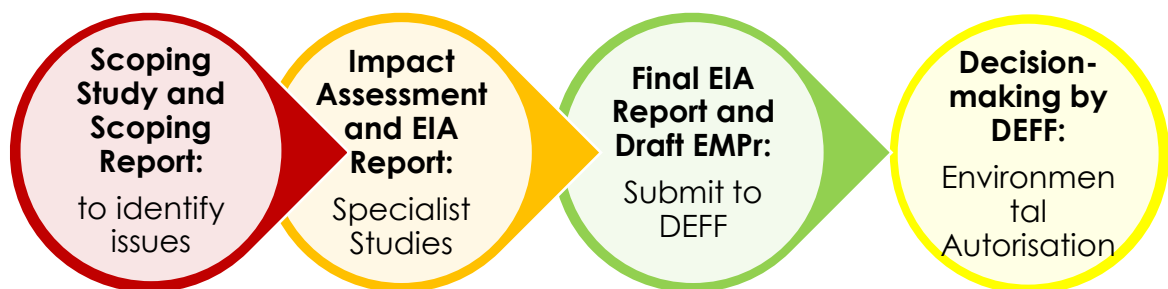 Scoping
Study and
Scoping
Report:
to identify
issues
Impact
Assessment
and EIA
Report:
Specialist
Studies
Final EIA
Report and
Draft EMPr:
Submit to
DEFF
Decision-
making by
DEFF:
Environmen
tal
Autorisation